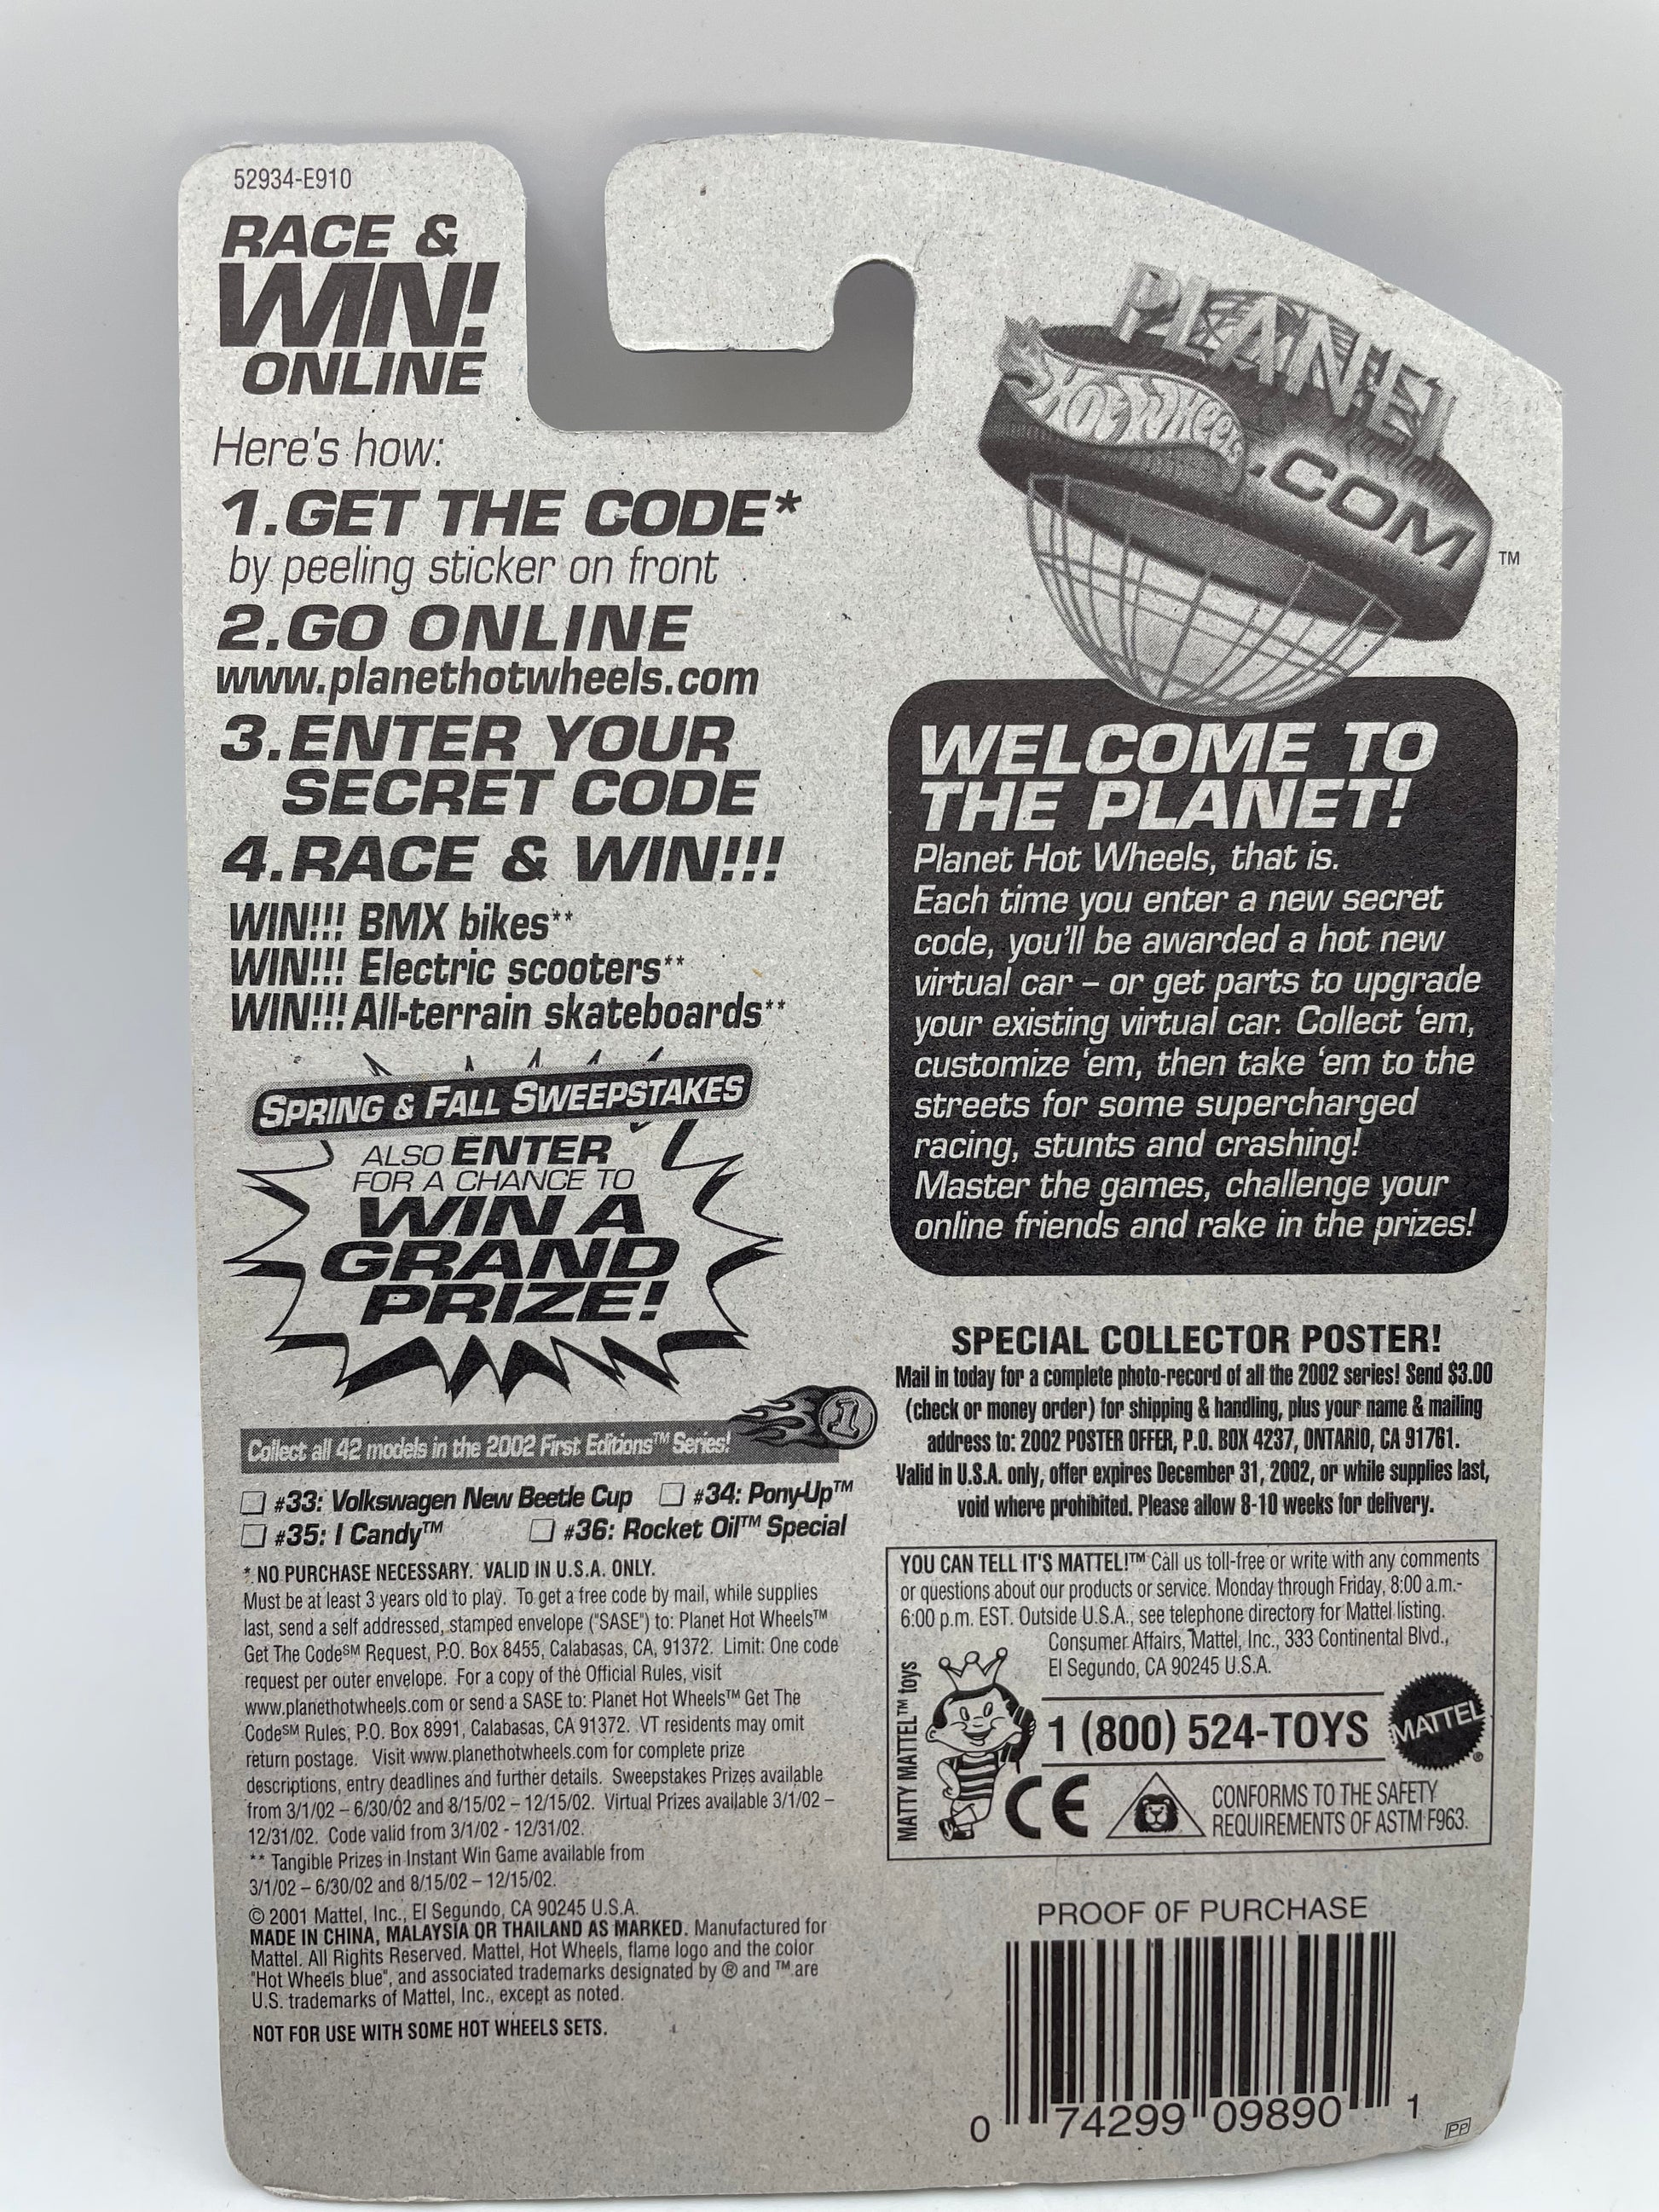 52934-E910
RACE &
WIN!
ONLINE
Here's how:
1.GET THE CODE*
by peeling sticker on front
2.GO ONLINE
www.planethotwheels.com
3.ENTER YOUR
SECRET CODE
4.RACE & WIN!!!
WIN!!! BMX bikes**
WIN!!! Electric scooters**
WIN!!! All-terrain skateboards**
SPRING & FALL SWEEPSTAKES
ALSO ENTER
FOR A CHANCE TO
WIN A
GRAND
PRIZE!
1
Collect all 42 models in the 2002 First Editions™ Series!
#33: Volkswagen New Beetle Cup #34: Pony-Up™
#35: I Candy™ #36: Rocket Oil™ Special
* NO PURCHASE NECESSARY. VALID IN U.S.A. ONLY.
Must be at least 3 years old to play. To get a free code by mail, while supplies
last, send a self addressed, stamped envelope ("SASE") to: Planet Hot Wheels™
Get The Code℠ Request, P.O. Box 8455, Calabasas, CA, 91372. Limit: One code
request per outer envelope. For a copy of the Official Rules, visit
www.planethotwheels.com or send a SASE to: Planet Hot Wheels™ Get The
Code℠ Rules, P.O. Box 8991, Calabasas, CA 91372. VT residents may omit
return postage. Visit www.planethotwheels.com for complete prize
descriptions, entry deadlines and further details. Sweepstakes Prizes available
from 3/1/02 – 6/30/02 and 8/15/02 – 12/15/02. Virtual Prizes available 3/1/02 –
12/31/02. Code valid from 3/1/02 - 12/31/02.
** Tangible Prizes in Instant Win Game available from
3/1/02 – 6/30/02 and 8/15/02 – 12/15/02.
© 2001 Mattel, Inc., El Segundo, CA 90245 U.S.A.
MADE IN CHINA, MALAYSIA OR THAILAND AS MARKED. Manufactured for
Mattel. All Rights Reserved. Mattel, Hot Wheels, flame logo and the color
"Hot Wheels blue", and associated trademarks designated by ® and ™ are
U.S. trademarks of Mattel, Inc., except as noted.
NOT FOR USE WITH SOME HOT WHEELS SETS.
PLANET
HOT WHEELS
.COM
™
WELCOME TO
THE PLANET!
Planet Hot Wheels, that is.
Each time you enter a new secret
code, you'll be awarded a hot new
virtual car – or get parts to upgrade
your existing virtual car. Collect 'em,
customize 'em, then take 'em to the
streets for some supercharged
racing, stunts and crashing!
Master the games, challenge your
online friends and rake in the prizes!
SPECIAL COLLECTOR POSTER!
Mail in today for a complete photo-record of all the 2002 series! Send $3.00
(check or money order) for shipping & handling, plus your name & mailing
address to: 2002 POSTER OFFER, P.O. BOX 4237, ONTARIO, CA 91761.
Valid in U.S.A. only, offer expires December 31, 2002, or while supplies last,
void where prohibited. Please allow 8-10 weeks for delivery.
YOU CAN TELL IT'S MATTEL!™ Call us toll-free or write with any comments
or questions about our products or service. Monday through Friday, 8:00 a.m.-
6:00 p.m. EST. Outside U.S.A., see telephone directory for Mattel listing.
Consumer Affairs, Mattel, Inc., 333 Continental Blvd.,
El Segundo, CA 90245 U.S.A.
MATTY MATTEL™ toys
1 (800) 524-TOYS
MATTEL
®
CE
CONFORMS TO THE SAFETY
REQUIREMENTS OF ASTM F963.
PROOF OF PURCHASE
0 74299 09890 1
PP